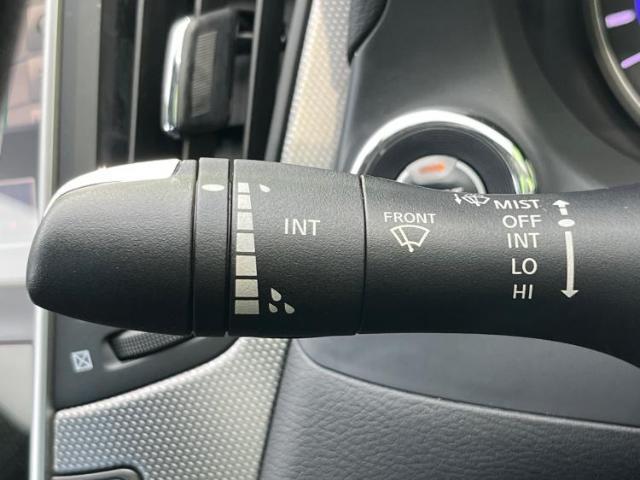 INT
FRONT
MIST
OFF
INT
LO
HI